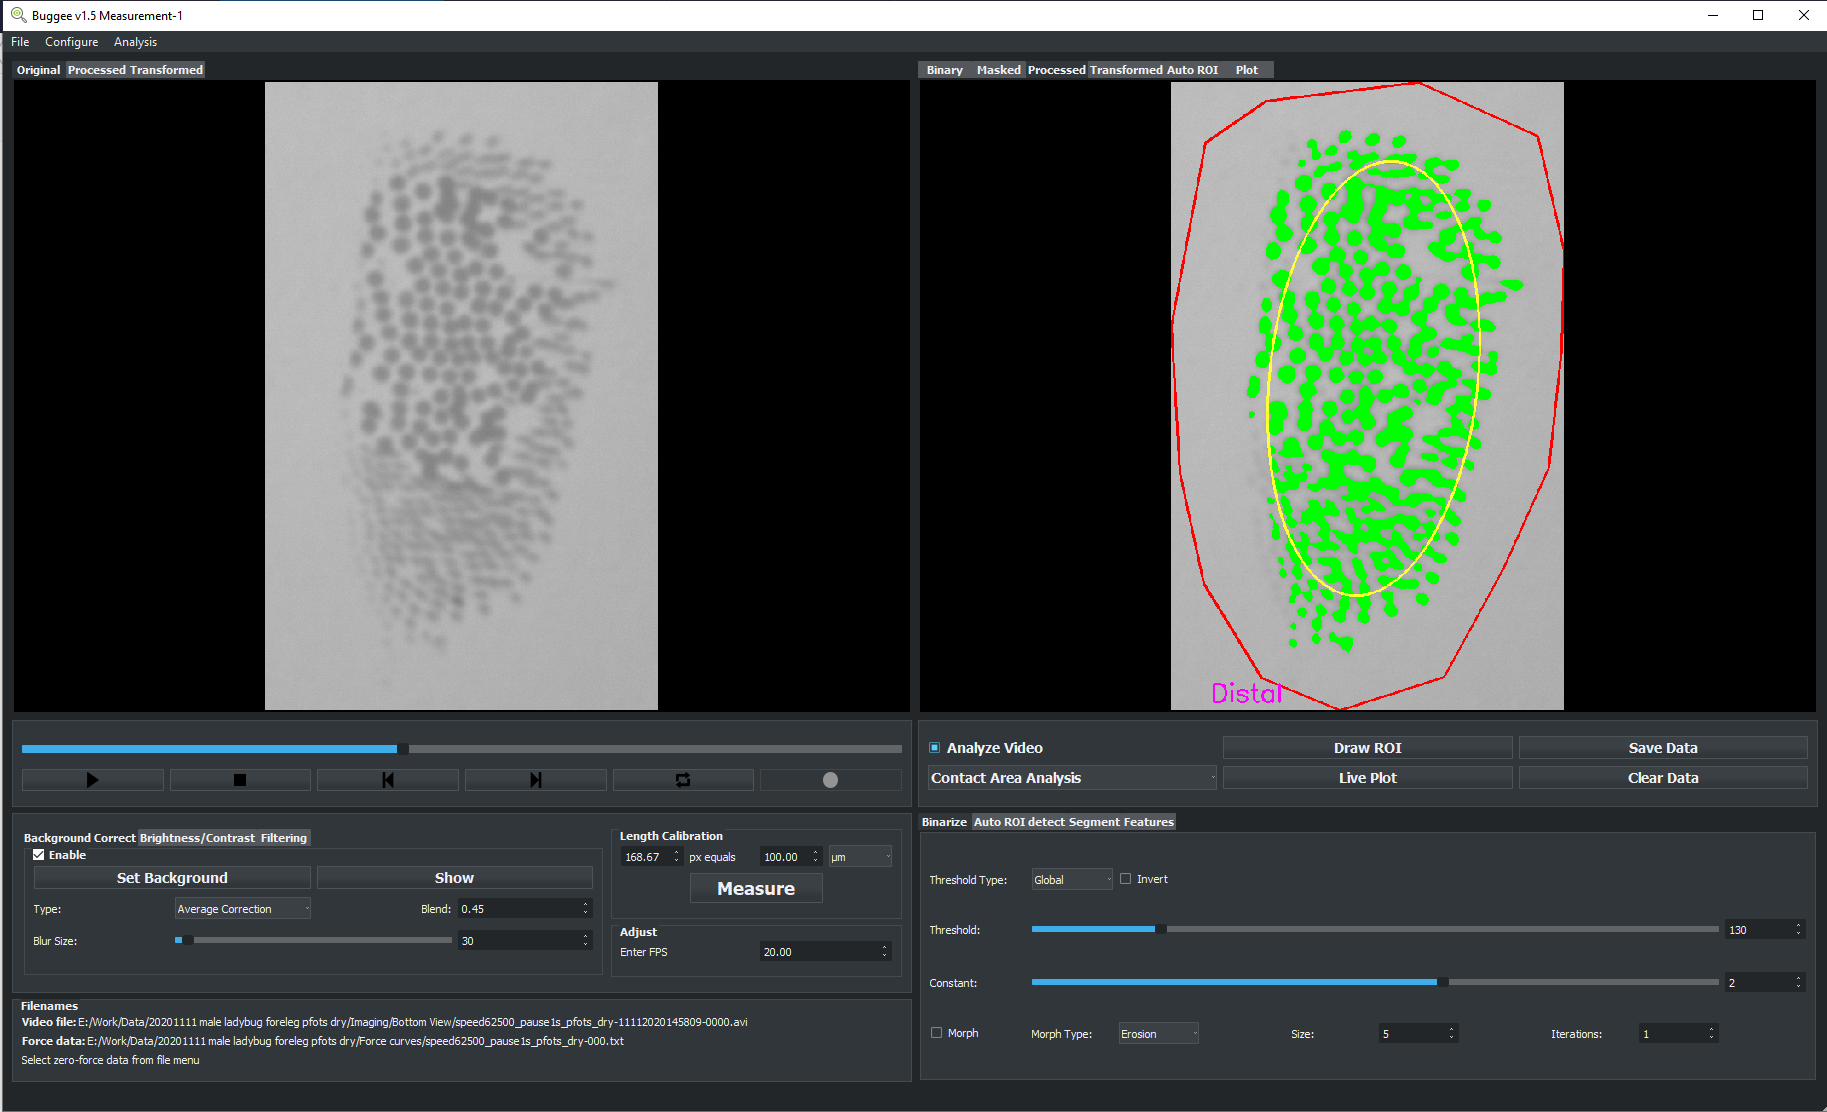 Buggee v1.5 Measurement-1
File Configure Analysis
Original Processed Transformed
Binary Masked Processed Transformed Auto ROI Plot
Distal
Analyze Video
Draw ROI
Save Data
Contact Area Analysis
Live Plot
Clear Data
Background Correct Brightness/Contrast Filtering
Enable
Set Background
Show
Type:
Average Correction
Blend:
0.45
Blur Size:
30
Length Calibration
168.67 px equals 100.00 µm
Measure
Adjust
Enter FPS
20.00
Filenames
Video file: E:/Work/Data/20201111 male ladybug foreleg pfots dry/Imaging/Bottom View/speed62500_pause1s_pfots_dry-11112020145809-0000.avi
Force data: E:/Work/Data/20201111 male ladybug foreleg pfots dry/Force curves/speed62500_pause1s_pfots_dry-000.txt
Select zero-force data from file menu
Binarize Auto ROI detect Segment Features
Threshold Type:
Global
Invert
Threshold:
130
Constant:
2
Morph
Morph Type:
Erosion
Size:
5
Iterations:
1